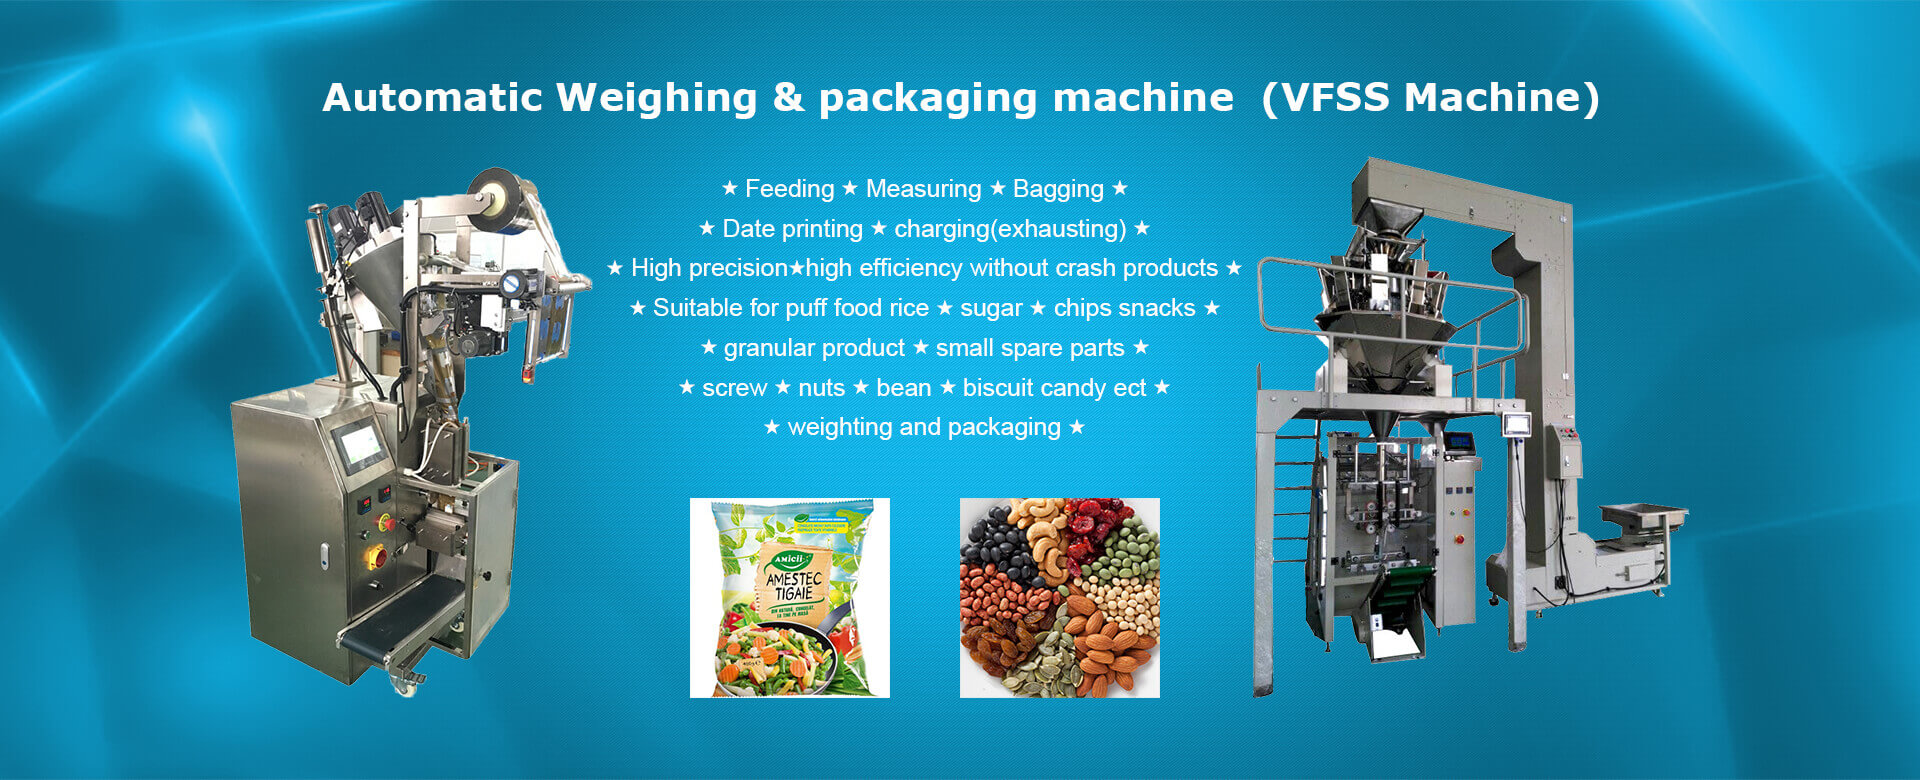 Automatic Weighing & packaging machine (VFSS Machine)
★ Feeding ★ Measuring ★ Bagging ★
★ Date printing ★ charging(exhausting) ★
★ High precision★high efficiency without crash products ★
★ Suitable for puff food rice ★ sugar ★ chips snacks ★
★ granular product ★ small spare parts ★
★ screw ★ nuts ★ bean ★ biscuit candy ect ★
★ weighting and packaging ★
AMicii
AMESTEC
TIGAIE
450g e